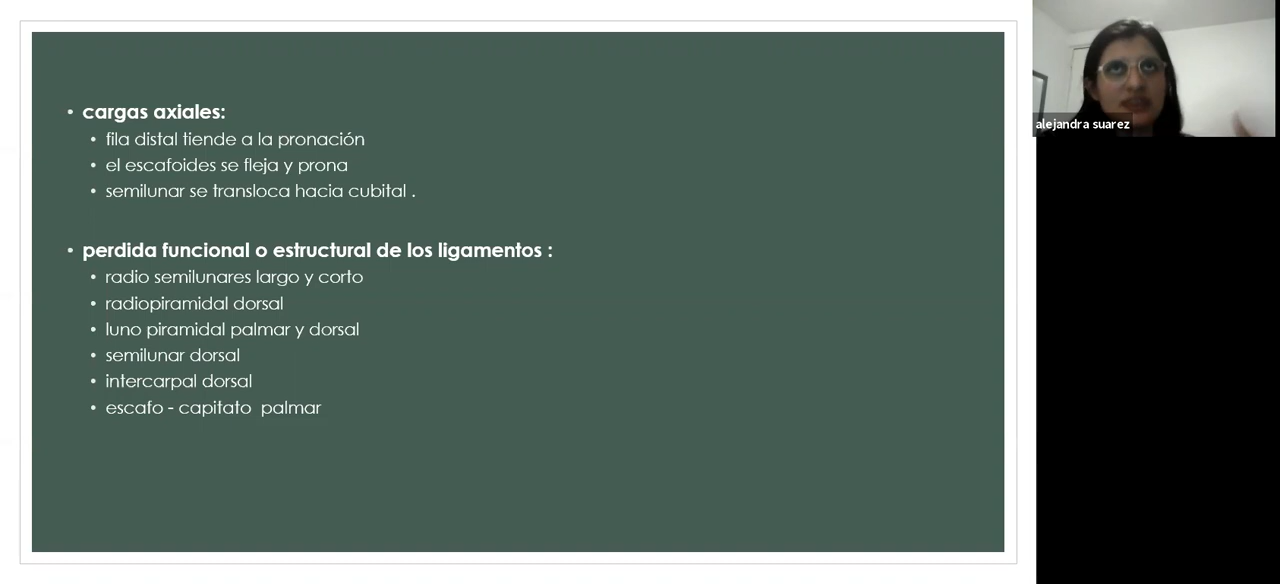 cargas axiales:
fila distal tiende a la pronación
el escafoides se fleja y prona
semilunar se transloca hacia cubital .
perdida funcional o estructural de los ligamentos :
radio semilunares largo y corto
radiopiramidal dorsal
luno piramidal palmar y dorsal
semilunar dorsal
intercarpal dorsal
escafo - capitato  palmar
alejandra suarez